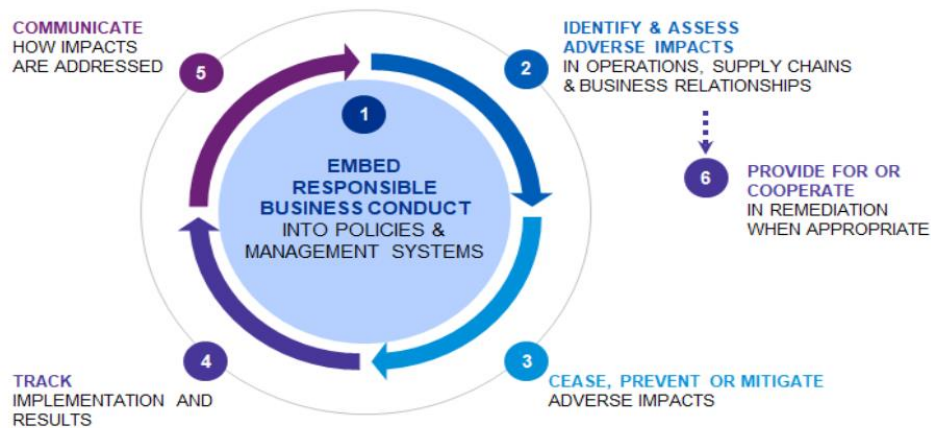 COMMUNICATE
HOW IMPACTS
ARE ADDRESSED
5
IDENTIFY & ASSESS
ADVERSE IMPACTS
IN OPERATIONS, SUPPLY CHAINS
& BUSINESS RELATIONSHIPS
2
1
EMBED
RESPONSIBLE
BUSINESS CONDUCT
INTO POLICIES &
MANAGEMENT SYSTEMS
6
PROVIDE FOR OR
COOPERATE
IN REMEDIATION
WHEN APPROPRIATE
4
TRACK
IMPLEMENTATION AND
RESULTS
3
CEASE, PREVENT OR MITIGATE
ADVERSE IMPACTS